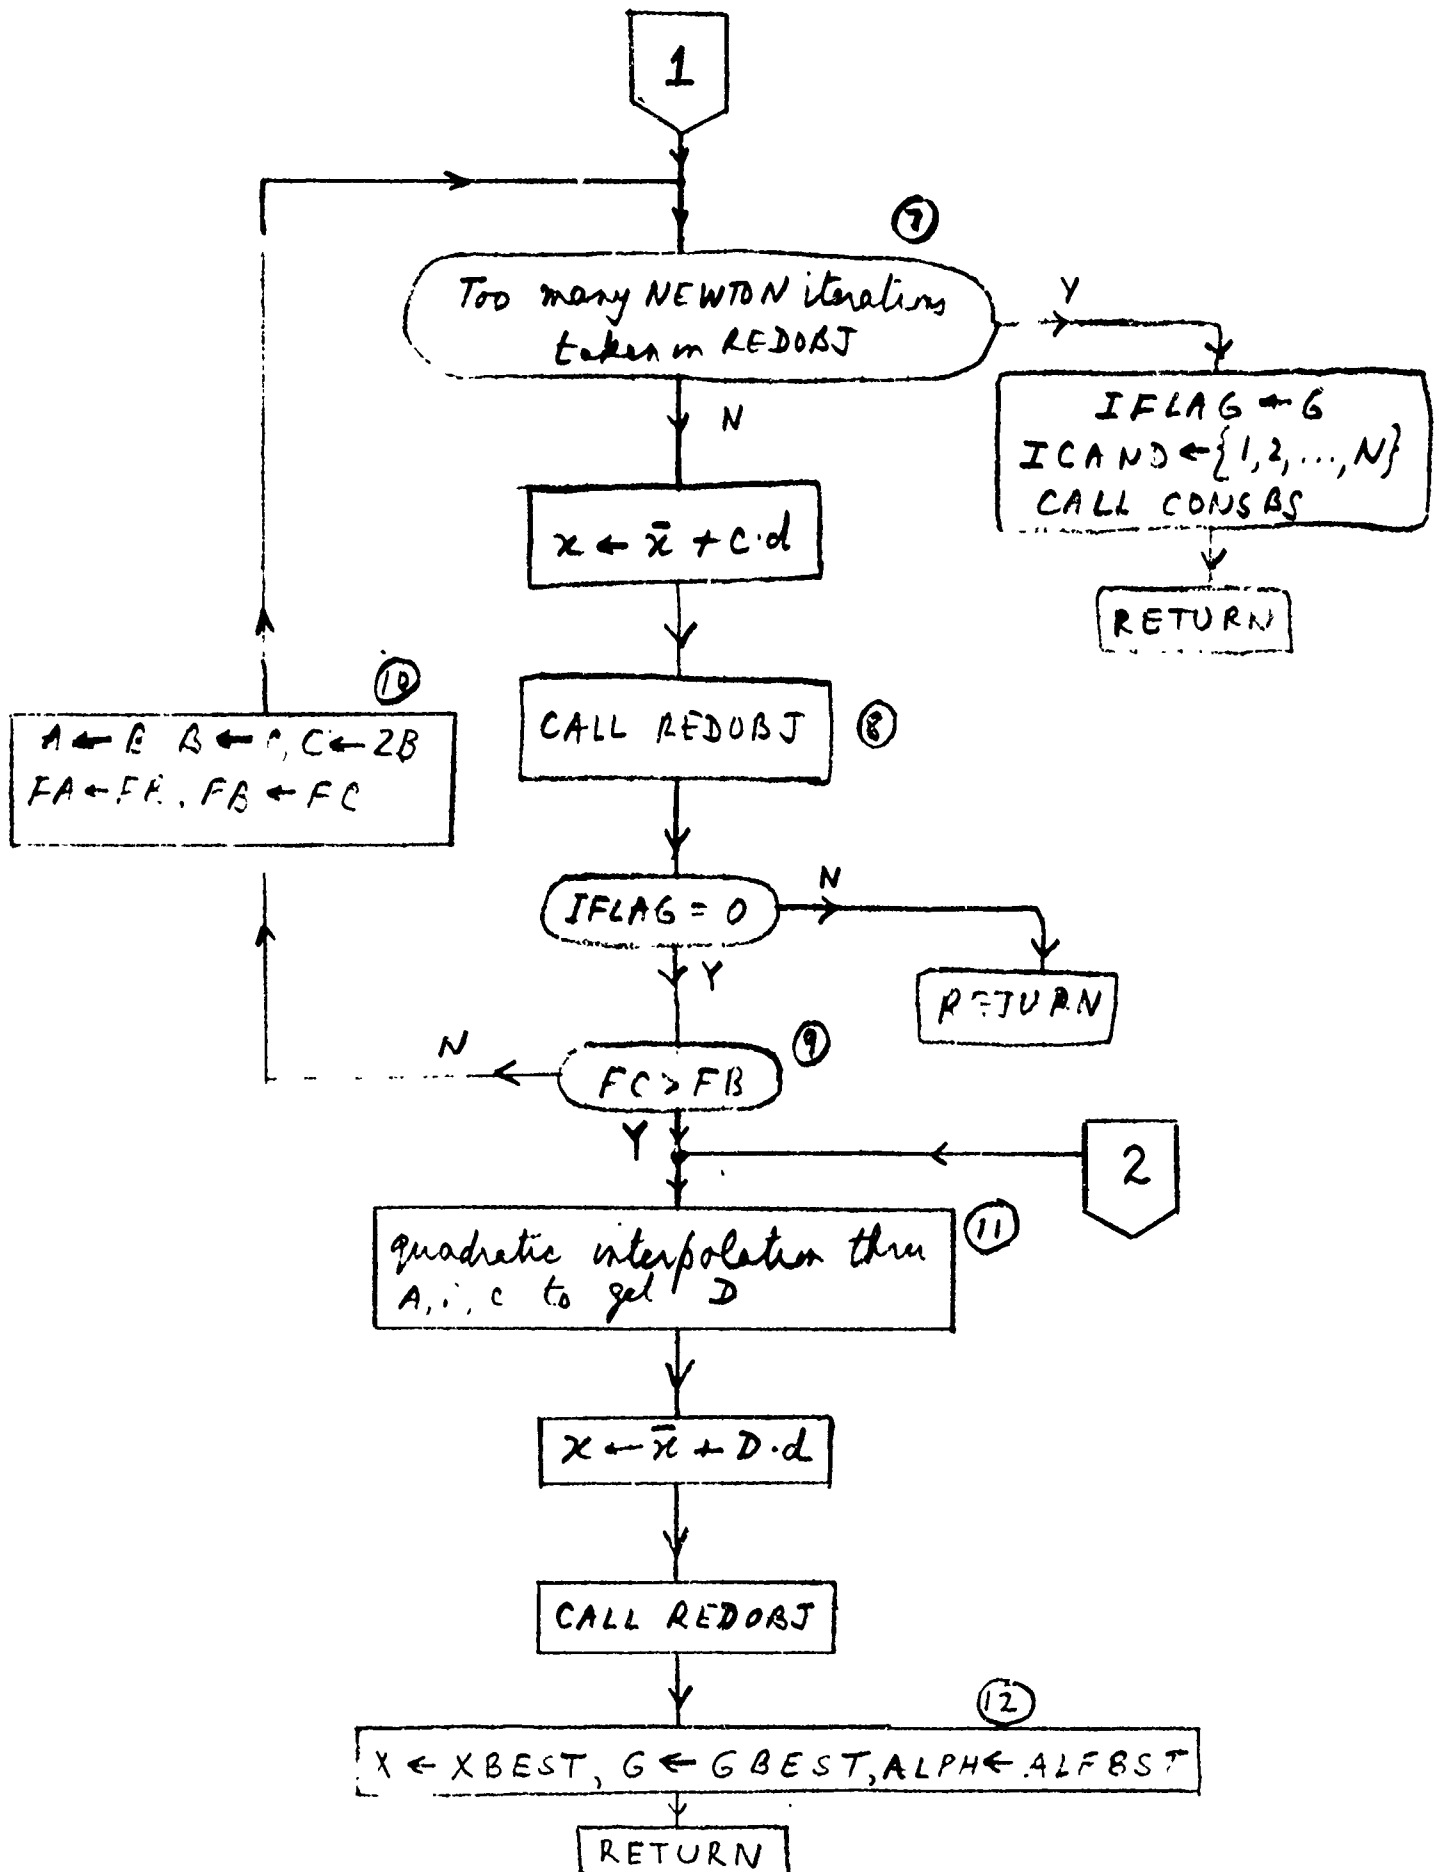 1
7
Too many NEWTON iterations
taken in REDOBJ
Y
N
IFLAG ← 6
ICAND ← {1, 2, ..., N}
CALL CONSBS
RETURN
x ← x̄ + C·d
CALL REDOBJ
8
10
A ← B ← C, C ← 2B
FA ← FB ← FC
IFLAG = 0
N
RETURN
Y
9
FC > FB
N
Y
2
11
quadratic interpolation thru
A, , C to get D
x ← x̄ + D·d
CALL REDOBJ
12
X ← XBEST, G ← GBEST, ALPH ← ALFBST
RETURN